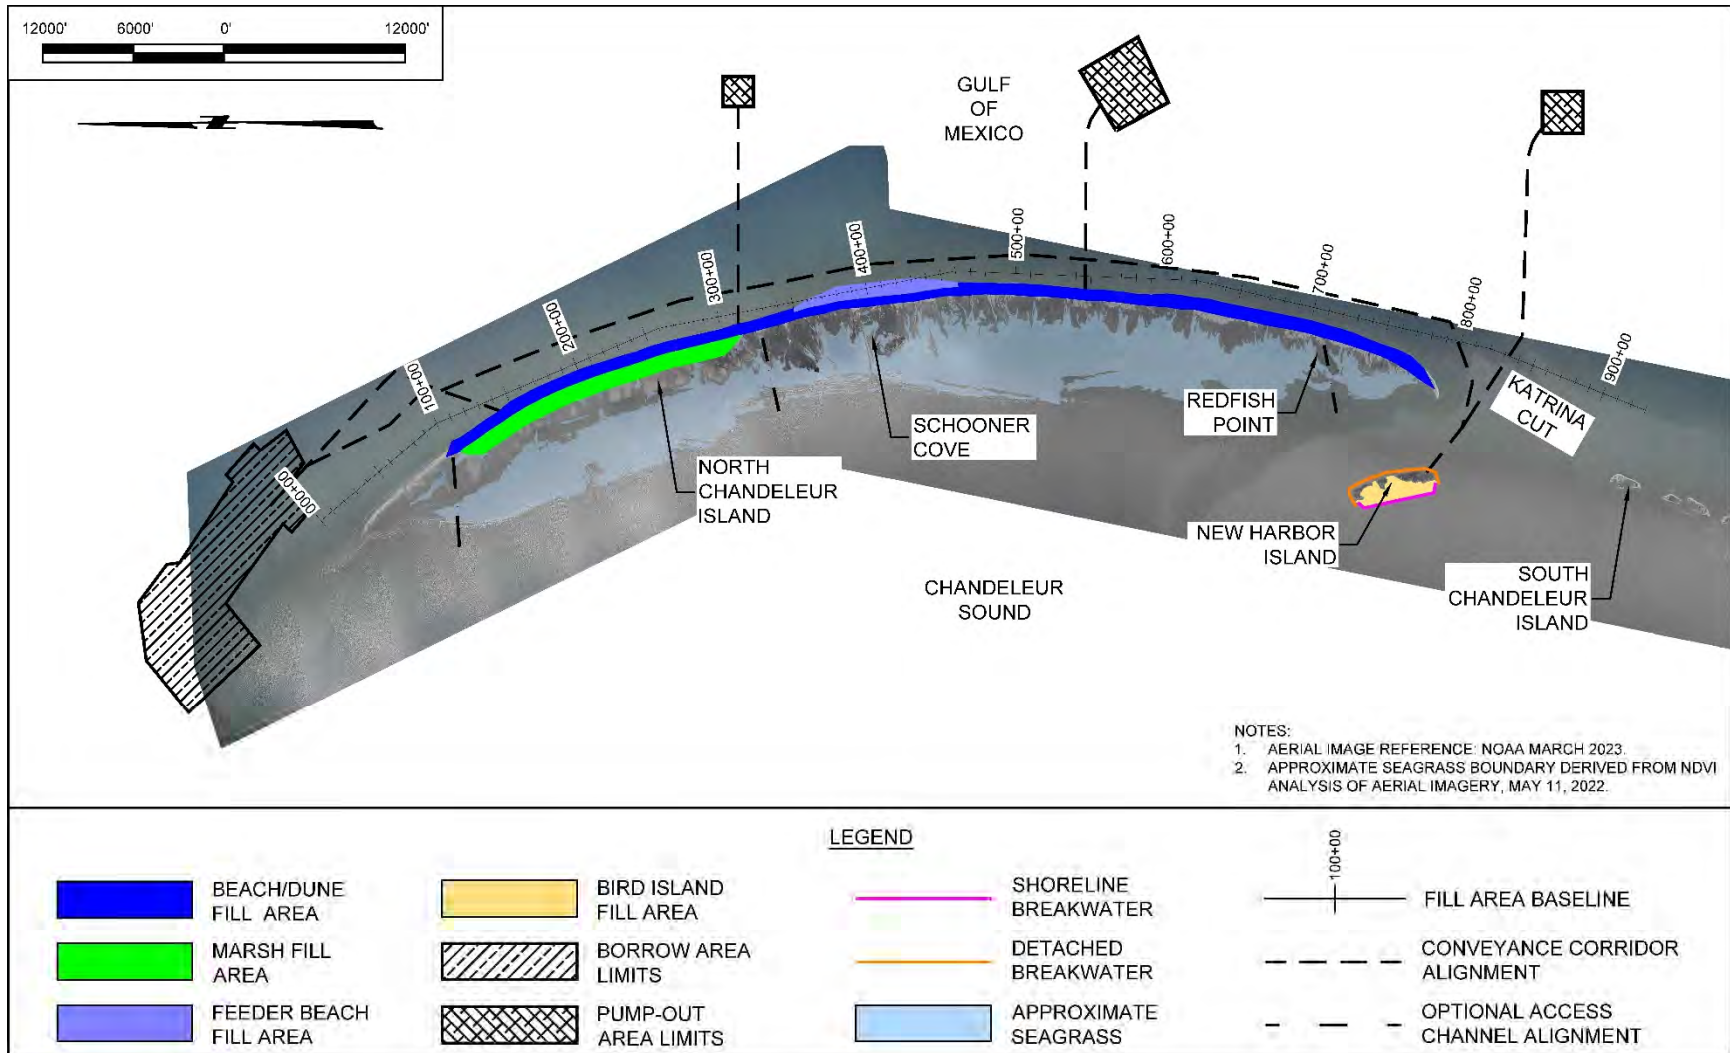 12000' 6000' 0' 12000'
GULF
OF
MEXICO
000+00
100+00
200+00
300+00
400+00
500+00
600+00
700+00
800+00
900+00
KATRINA
CUT
REDFISH
POINT
SCHOONER
COVE
NORTH
CHANDELEUR
ISLAND
NEW HARBOR
ISLAND
SOUTH
CHANDELEUR
ISLAND
CHANDELEUR
SOUND
NOTES:
1. AERIAL IMAGE REFERENCE: NOAA MARCH 2023.
2. APPROXIMATE SEAGRASS BOUNDARY DERIVED FROM NDVI
ANALYSIS OF AERIAL IMAGERY, MAY 11, 2022.
LEGEND
BEACH/DUNE
FILL AREA
MARSH FILL
AREA
FEEDER BEACH
FILL AREA
BIRD ISLAND
FILL AREA
BORROW AREA
LIMITS
PUMP-OUT
AREA LIMITS
SHORELINE
BREAKWATER
DETACHED
BREAKWATER
APPROXIMATE
SEAGRASS
100+00
FILL AREA BASELINE
CONVEYANCE CORRIDOR
ALIGNMENT
OPTIONAL ACCESS
CHANNEL ALIGNMENT